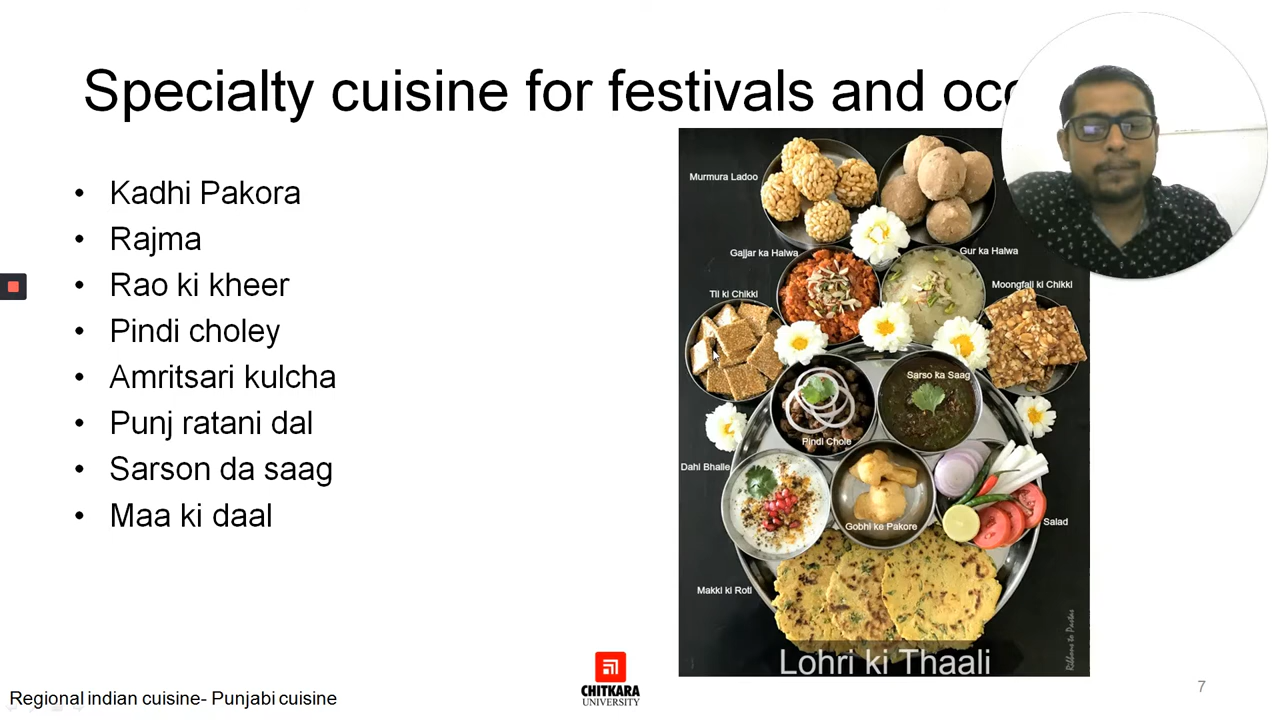 Specialty cuisine for festivals and occ
• Kadhi Pakora
• Rajma
• Rao ki kheer
• Pindi choley
• Amritsari kulcha
• Punj ratani dal
• Sarson da saag
• Maa ki daal
Murmura Ladoo
Gajjar ka Halwa
Gur ka Halwa
Til ki Chikki
Moongfali ki Chikki
Sarso ka Saag
Pindi Chole
Dahi Bhalle
Gobhi ke Pakore
Salad
Makki ki Roti
Ribbons to Pastas
Lohri ki Thaali
Regional indian cuisine- Punjabi cuisine
CHITKARA
UNIVERSITY
7